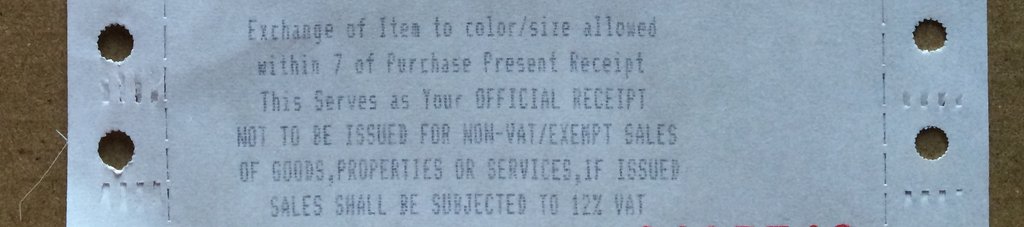 Exchange of Item to color/size allowed
within 7 of Purchase Present Receipt
This Serves as Your OFFICIAL RECEIPT
NOT TO BE ISSUED FOR NON-VAT/EXEMPT SALES
OF GOODS,PROPERTIES OR SERVICES,IF ISSUED
SALES SHALL BE SUBJECTED TO 12% VAT